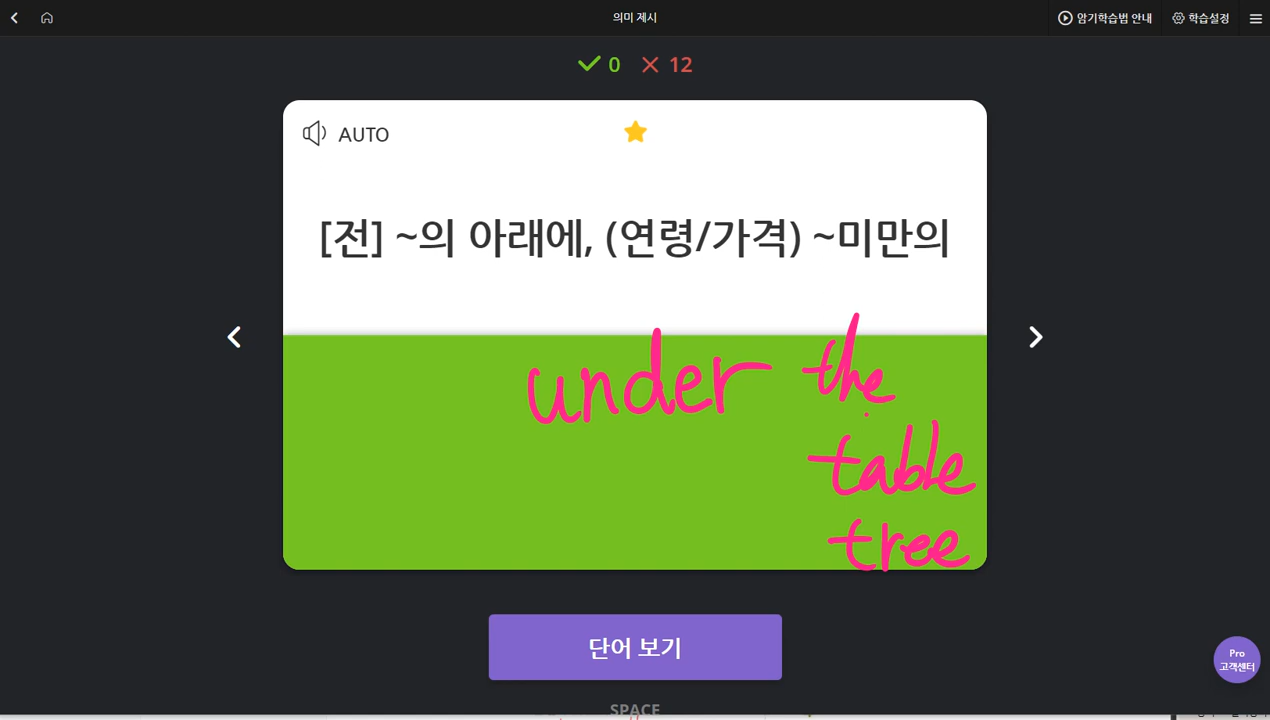 의미 제시
암기학습법 안내
학습설정
0
12
AUTO
[전] ~의 아래에, (연령/가격) ~미만의
under the
table
tree
단어 보기
Pro
고객센터
SPACE